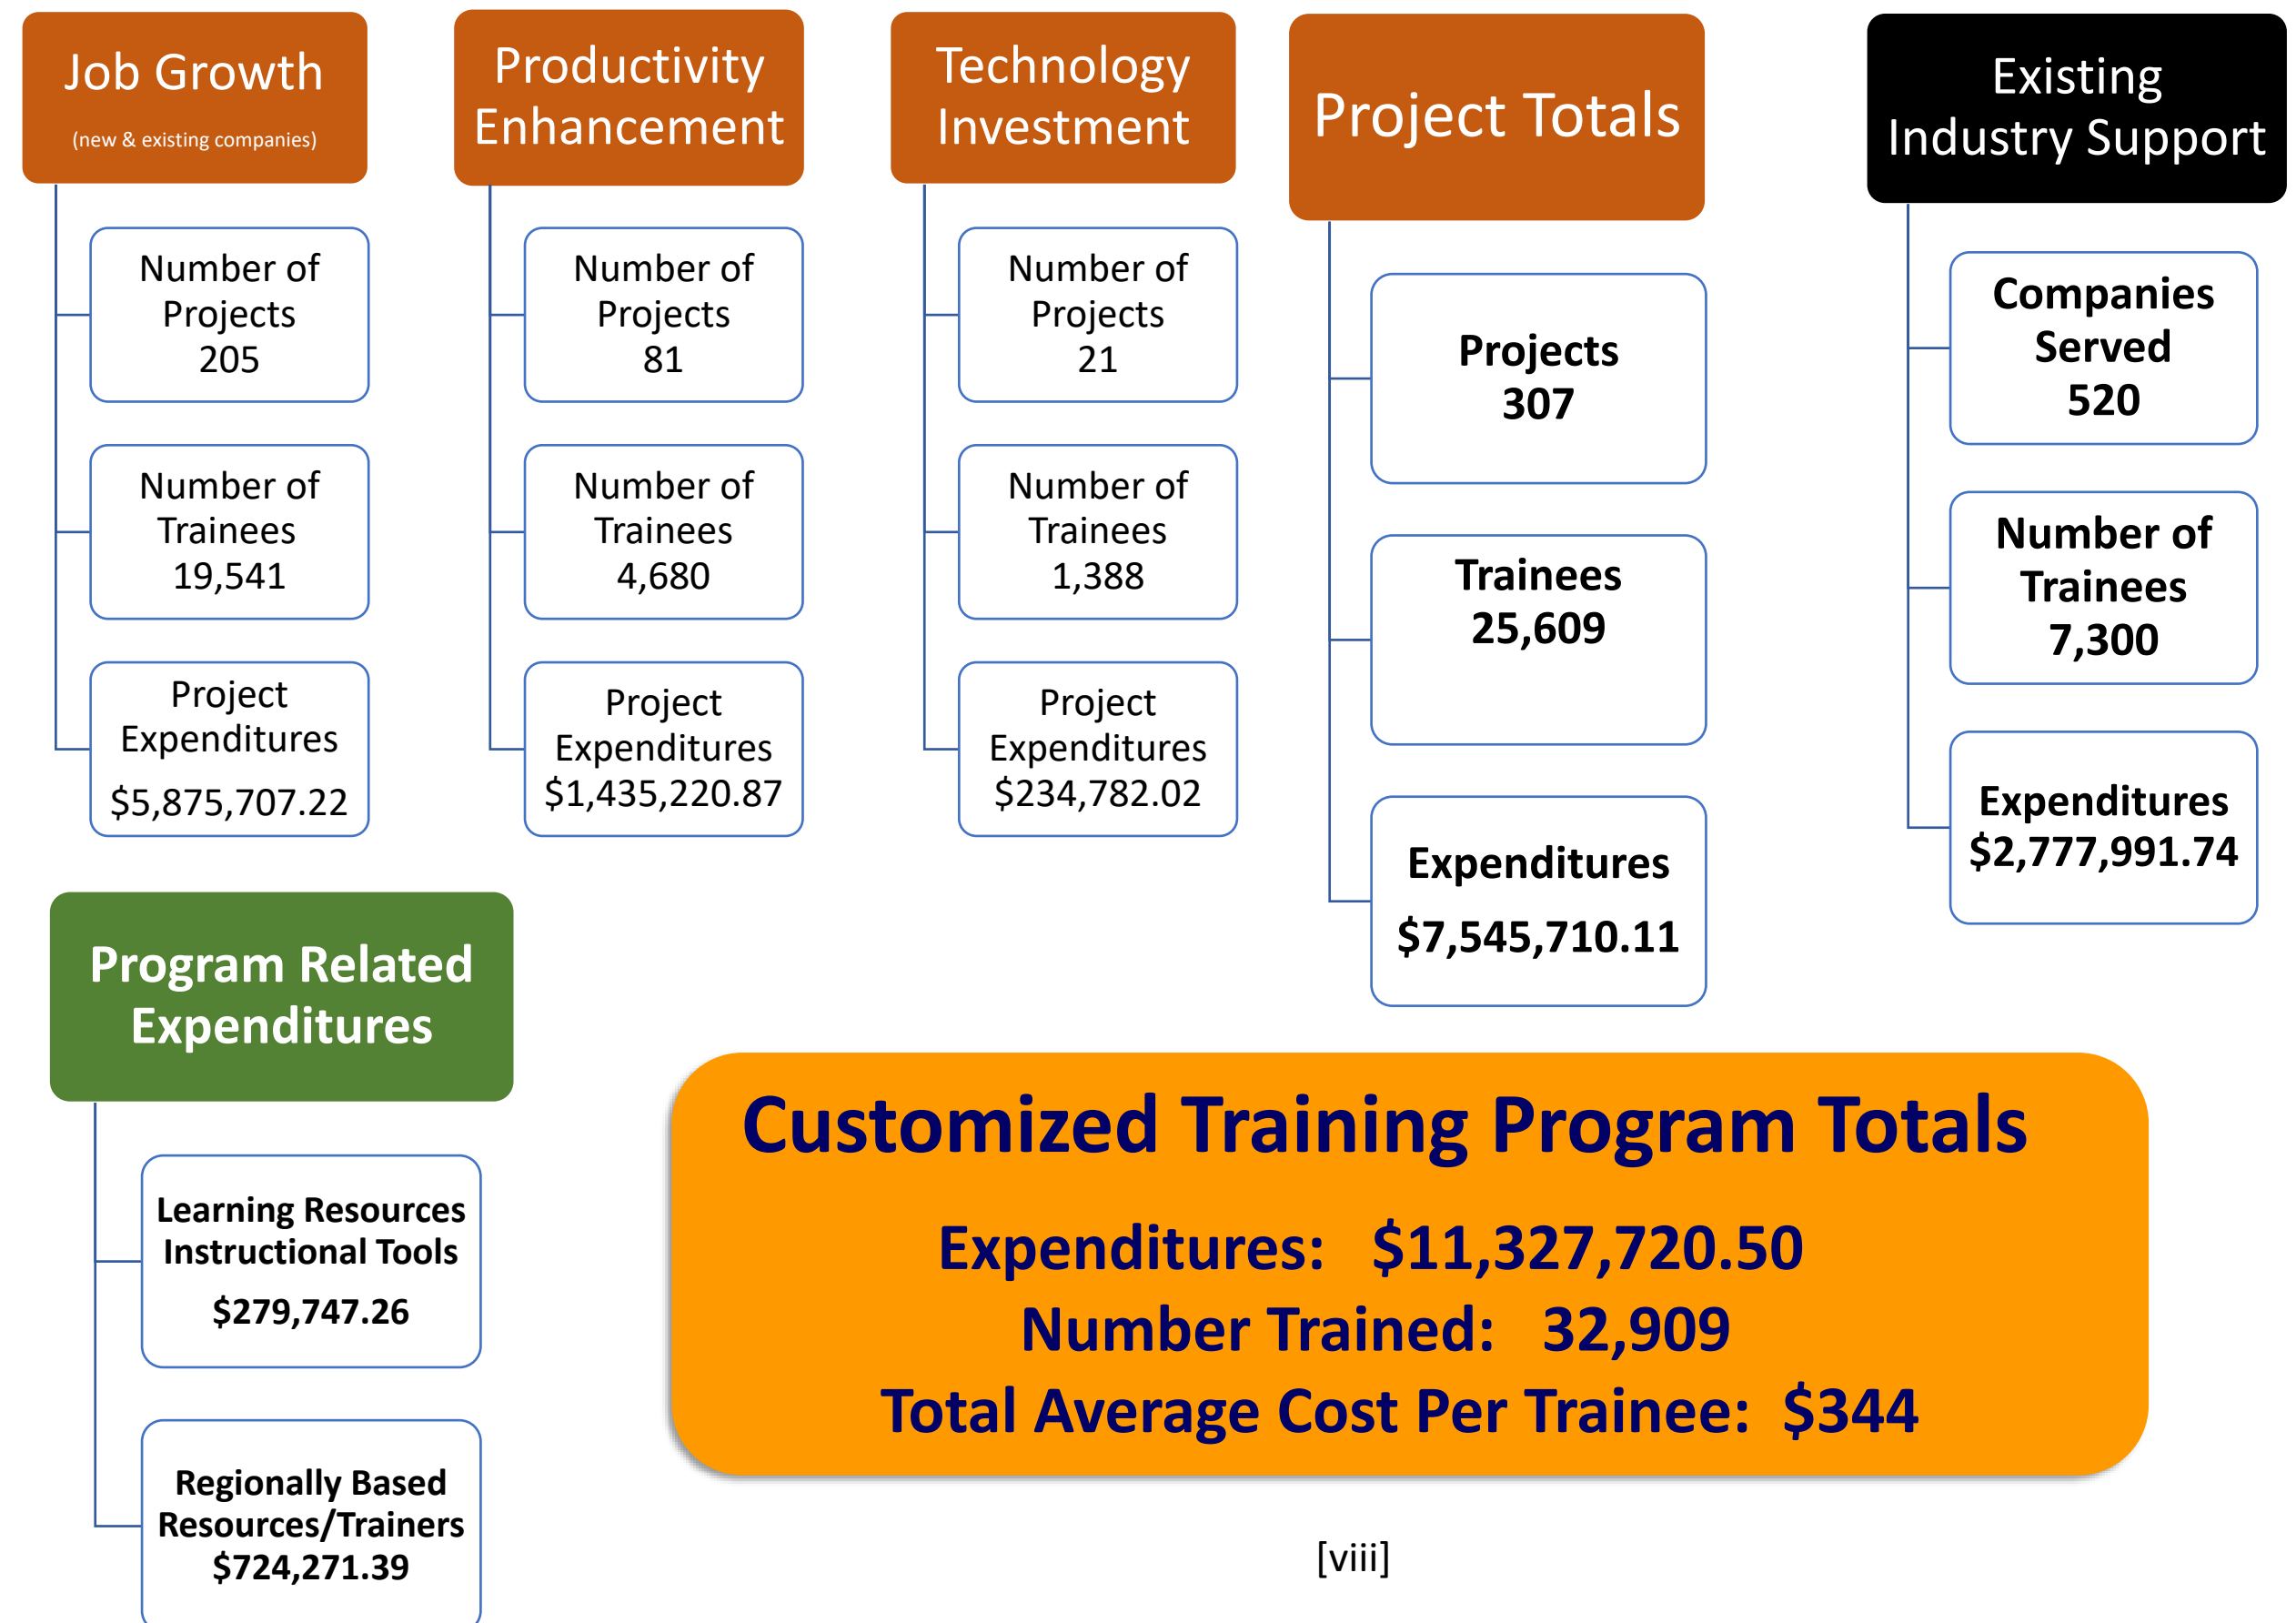 Job Growth
(new & existing companies)
Number of
Projects
205
Number of
Trainees
19,541
Project
Expenditures
$5,875,707.22
Productivity
Enhancement
Number of
Projects
81
Number of
Trainees
4,680
Project
Expenditures
$1,435,220.87
Technology
Investment
Number of
Projects
21
Number of
Trainees
1,388
Project
Expenditures
$234,782.02
Project Totals
Projects
307
Trainees
25,609
Expenditures
$7,545,710.11
Existing
Industry Support
Companies
Served
520
Number of
Trainees
7,300
Expenditures
$2,777,991.74
Program Related
Expenditures
Learning Resources
Instructional Tools
$279,747.26
Regionally Based
Resources/Trainers
$724,271.39
Customized Training Program Totals
Expenditures: $11,327,720.50
Number Trained: 32,909
Total Average Cost Per Trainee: $344
[viii]